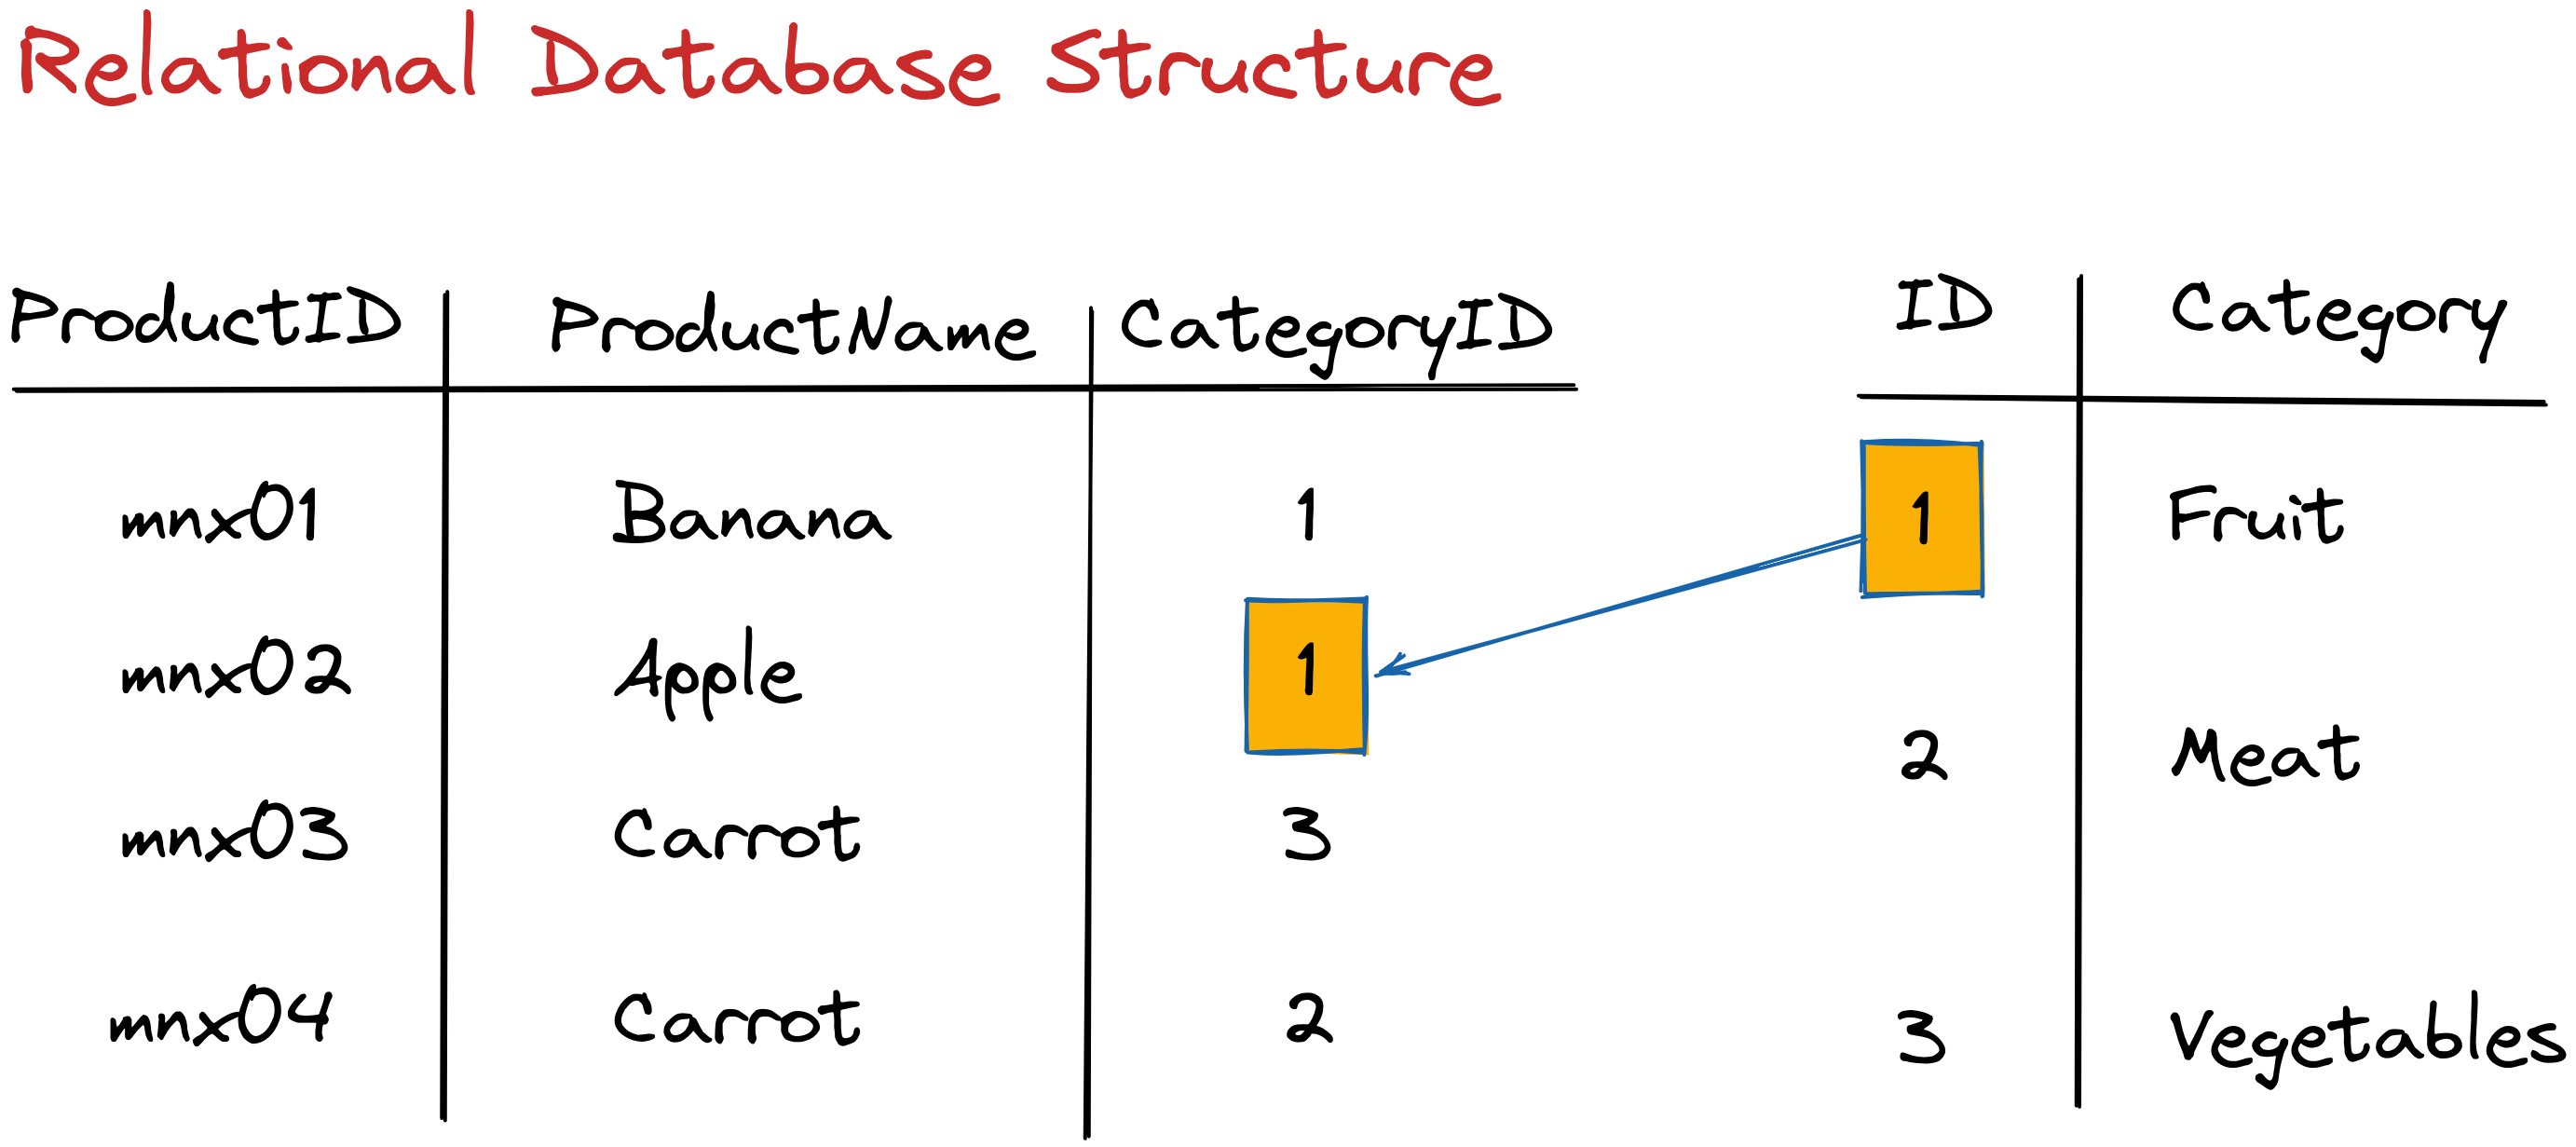 Relational Database Structure
ProductID ProductName CategoryID
mnx01 Banana 1
mnx02 Apple 1
mnx03 Carrot 3
mnx04 Carrot 2
ID Category
1 Fruit
2 Meat
3 Vegetables